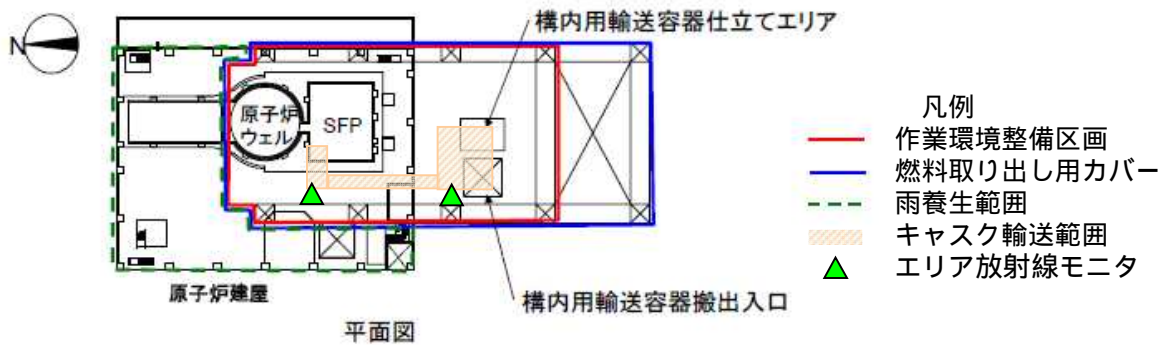 構内用輸送容器仕立てエリア
N
原子炉
ウェル
SFP
原子炉建屋
構内用輸送容器搬出入口
平面図
凡例
作業環境整備区画
燃料取り出し用カバー
雨養生範囲
キャスク輸送範囲
エリア放射線モニタ